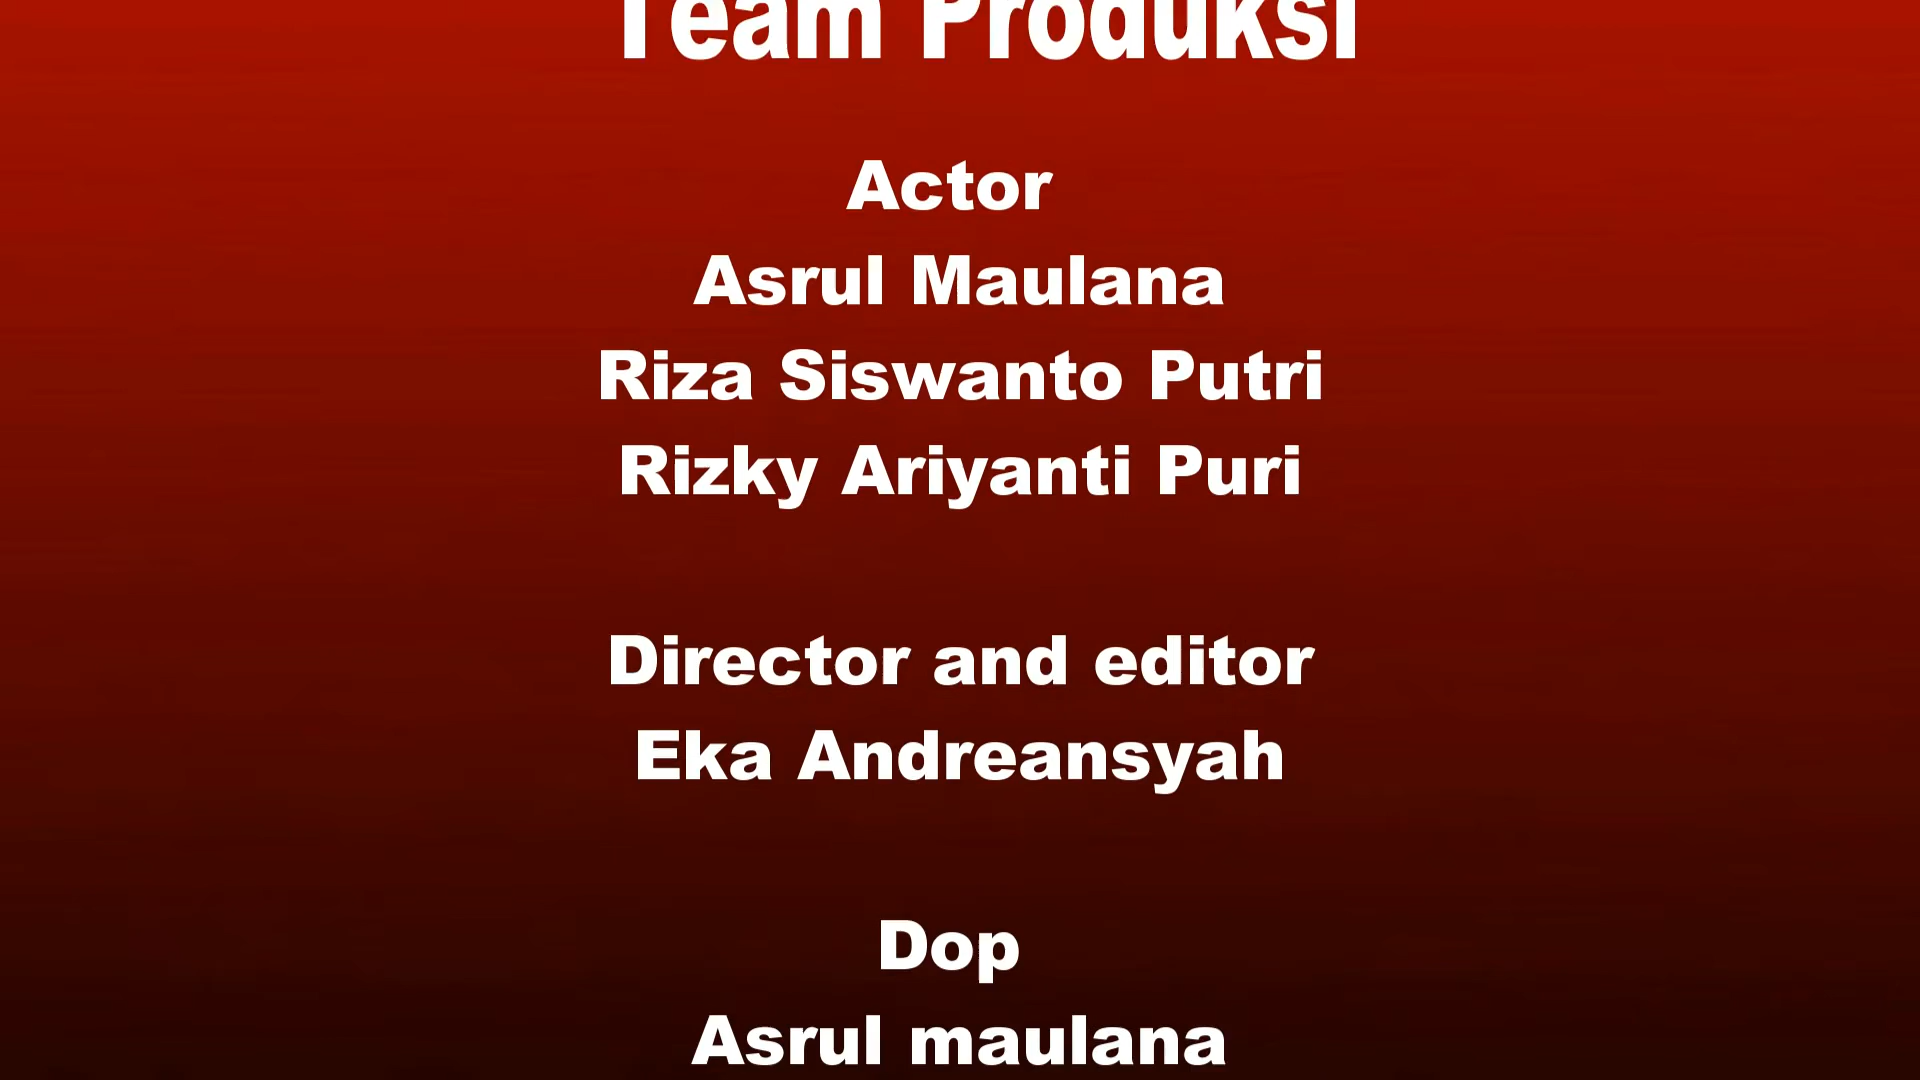 Team Produksi
Actor
Asrul Maulana
Riza Siswanto Putri
Rizky Ariyanti Puri
Director and editor
Eka Andreansyah
Dop
Asrul maulana